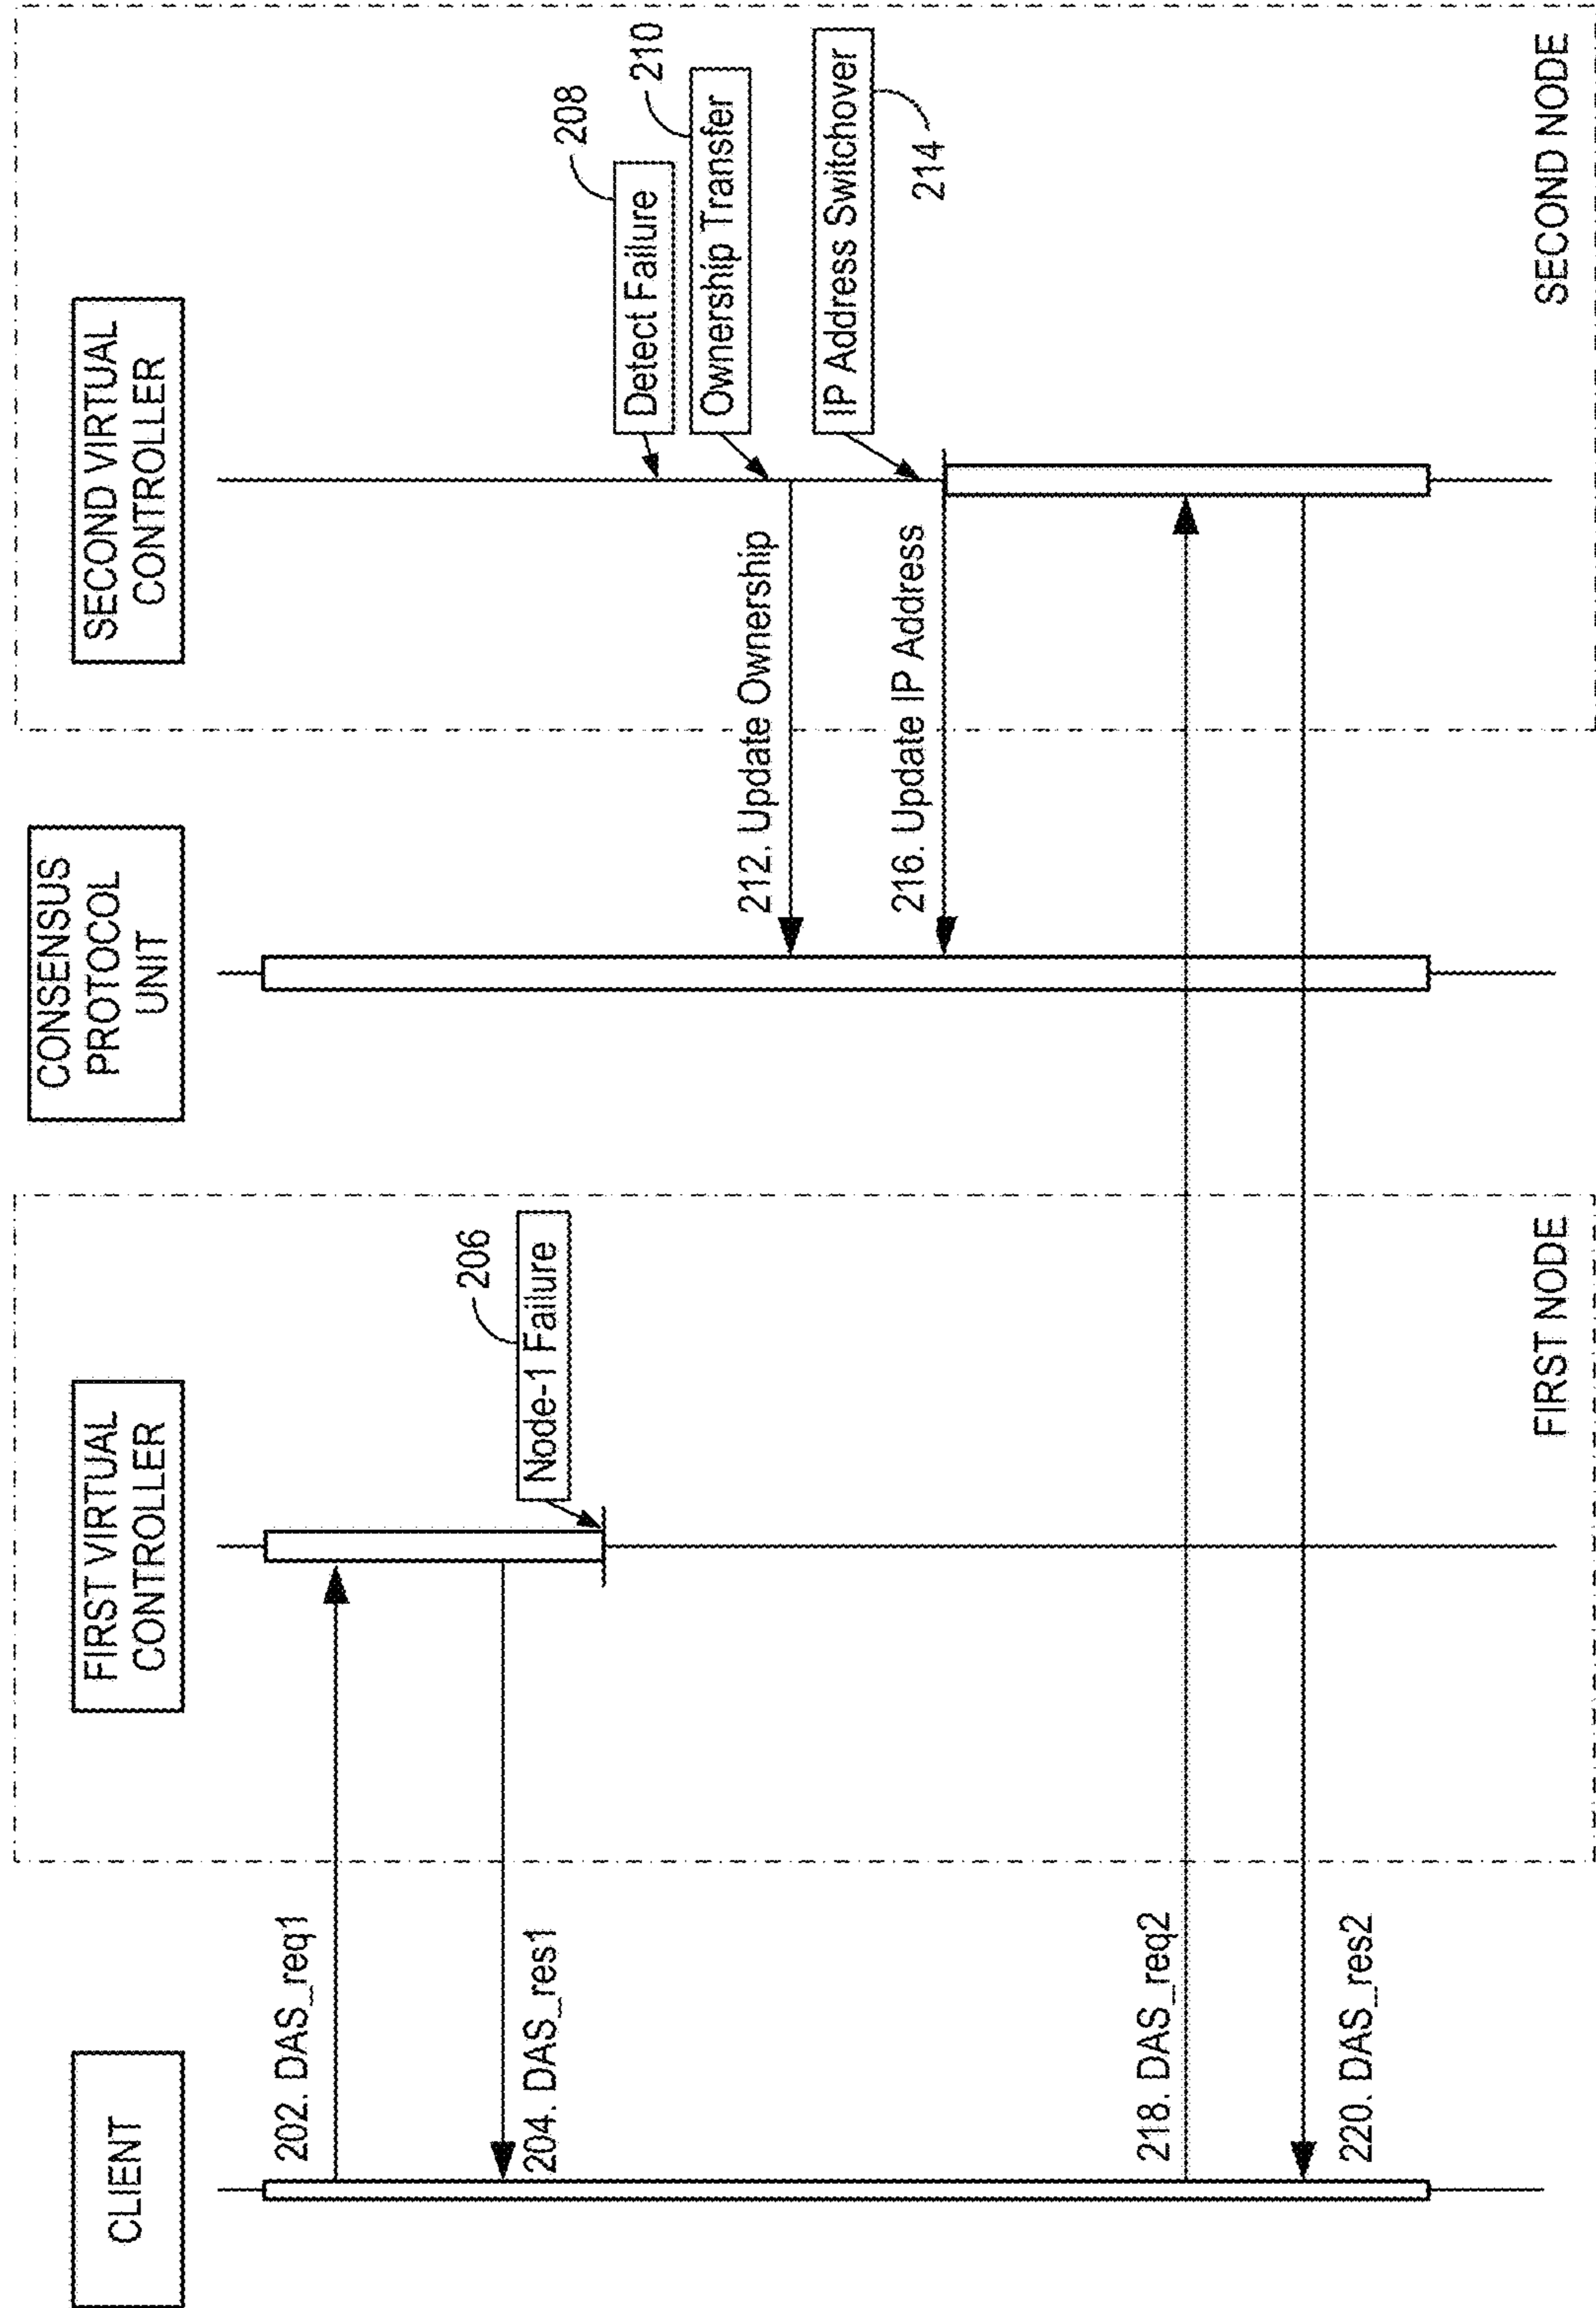 CLIENT
FIRST VIRTUAL
CONTROLLER
CONSENSUS
PROTOCOL
UNIT
SECOND VIRTUAL
CONTROLLER
202. DAS_req1
204. DAS_res1
206
Node-1 Failure
208
Detect Failure
210
Ownership Transfer
212. Update Ownership
IP Address Switchover
214
216. Update IP Address
218. DAS_req2
220. DAS_res2
FIRST NODE
SECOND NODE